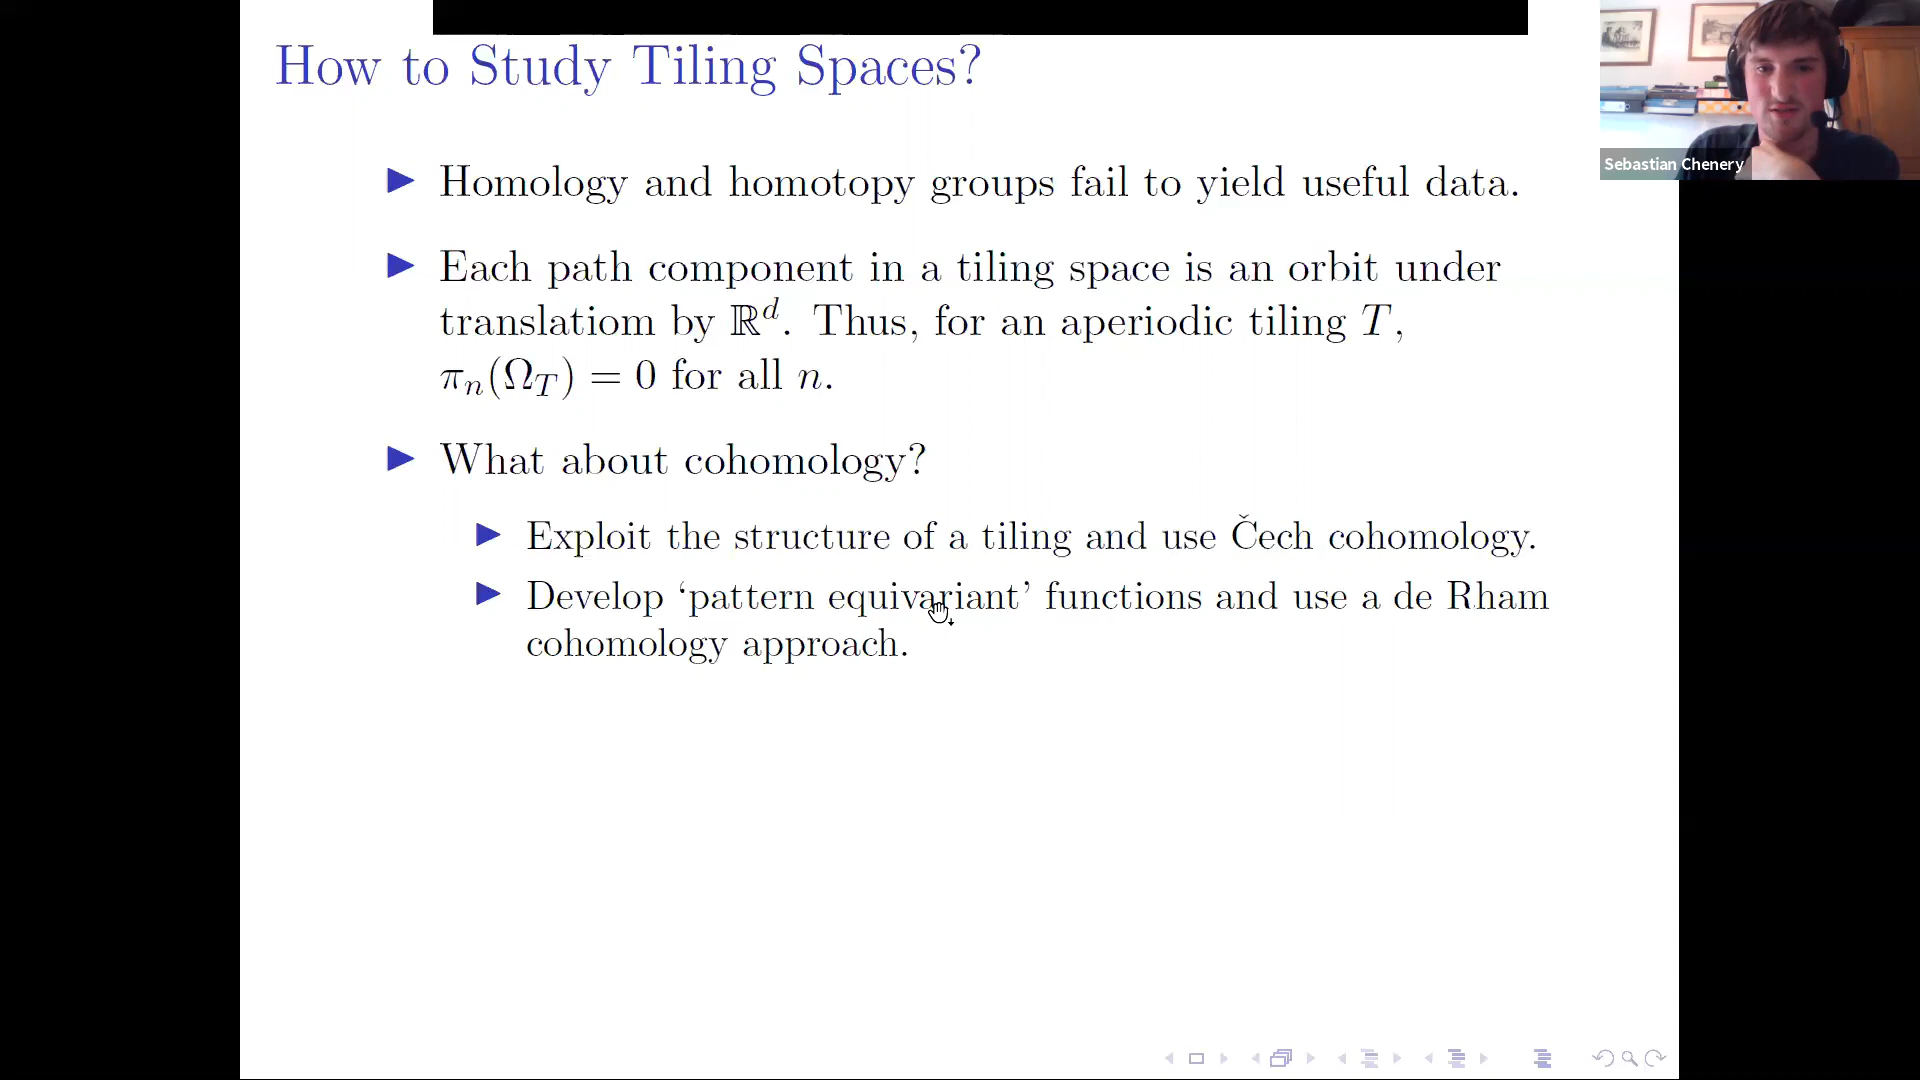 How to Study Tiling Spaces?
Sebastian Chenery
Homology and homotopy groups fail to yield useful data.
Each path component in a tiling space is an orbit under
translatiom by ℝ^d. Thus, for an aperiodic tiling T,
π_n(Ω_T) = 0 for all n.
What about cohomology?
Exploit the structure of a tiling and use Čech cohomology.
Develop ‘pattern equivariant’ functions and use a de Rham
cohomology approach.